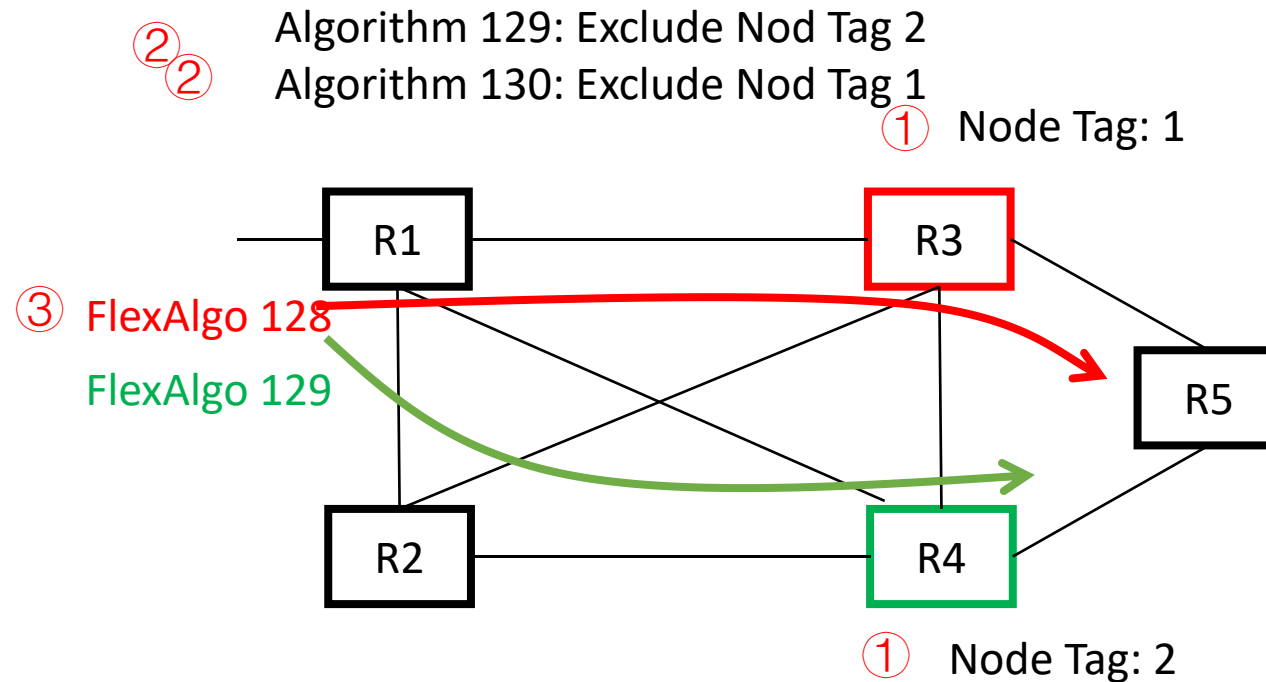 ② Algorithm 129: Exclude Nod Tag 2
② Algorithm 130: Exclude Nod Tag 1
① Node Tag: 1
R1
R3
③ FlexAlgo 128
FlexAlgo 129
R5
R2
R4
① Node Tag: 2